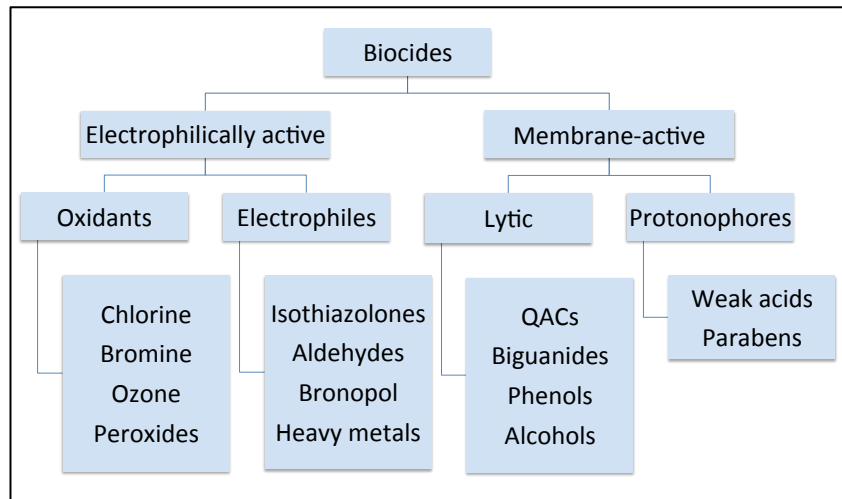 Biocides
Electrophilically active
Membrane-active
Oxidants
Electrophiles
Lytic
Protonophores
Chlorine
Bromine
Ozone
Peroxides
Isothiazolones
Aldehydes
Bronopol
Heavy metals
QACs
Biguanides
Phenols
Alcohols
Weak acids
Parabens